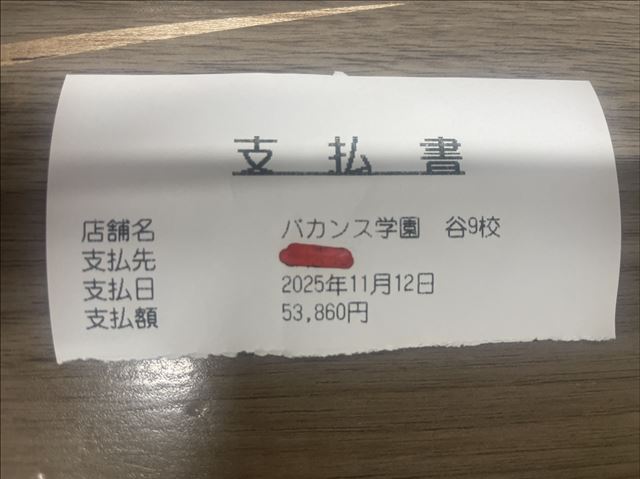 支払書
店舗名 バカンス学園 谷9校
支払先
支払日 2025年11月12日
支払額 53,860円